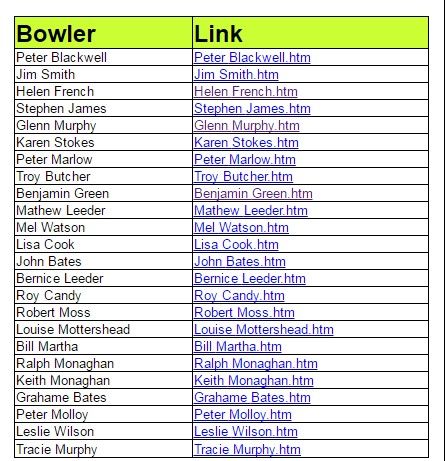 Bowler Link
Peter Blackwell Peter Blackwell.htm
Jim Smith Jim Smith.htm
Helen French Helen French.htm
Stephen James Stephen James.htm
Glenn Murphy Glenn Murphy.htm
Karen Stokes Karen Stokes.htm
Peter Marlow Peter Marlow.htm
Troy Butcher Troy Butcher.htm
Benjamin Green Benjamin Green.htm
Mathew Leeder Mathew Leeder.htm
Mel Watson Mel Watson.htm
Lisa Cook Lisa Cook.htm
John Bates John Bates.htm
Bernice Leeder Bernice Leeder.htm
Roy Candy Roy Candy.htm
Robert Moss Robert Moss.htm
Louise Mottershead Louise Mottershead.htm
Bill Martha Bill Martha.htm
Ralph Monaghan Ralph Monaghan.htm
Keith Monaghan Keith Monaghan.htm
Grahame Bates Grahame Bates.htm
Peter Molloy Peter Molloy.htm
Leslie Wilson Leslie Wilson.htm
Tracie Murphy Tracie Murphy.htm